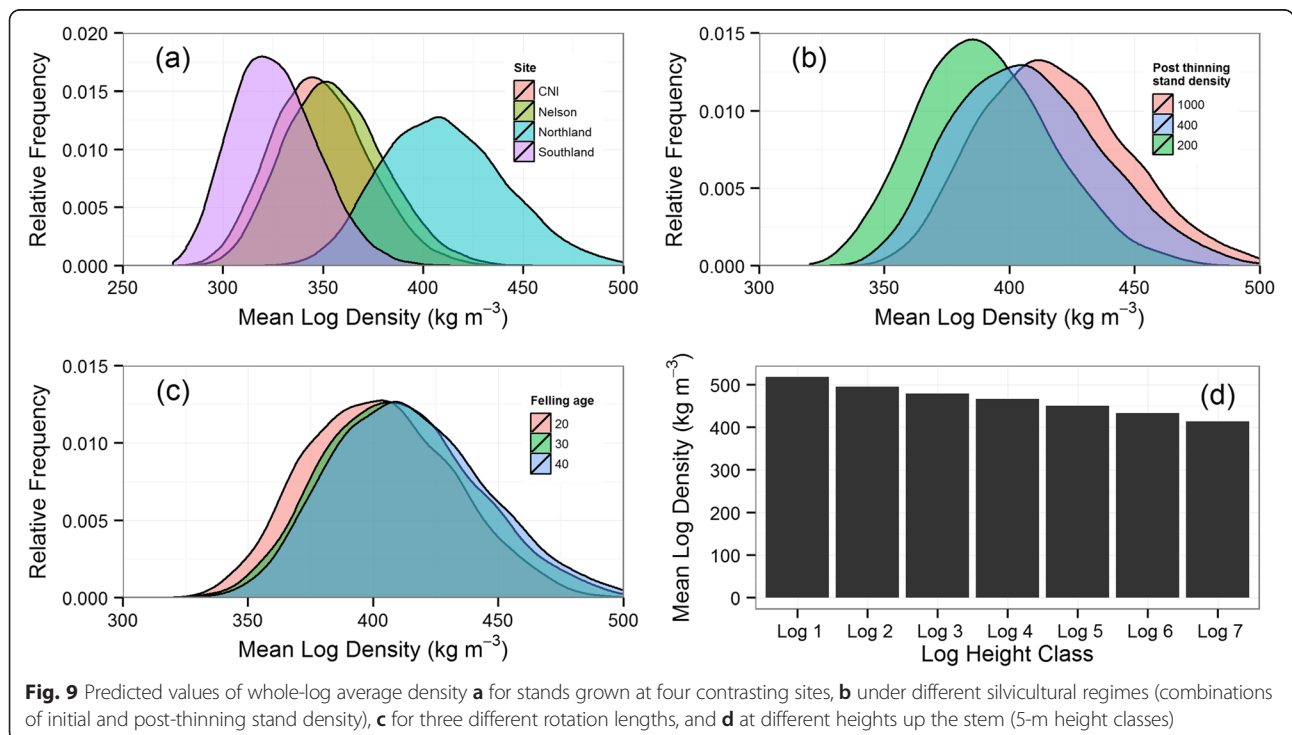 (a)
0.020
0.015
0.010
0.005
0.000
Relative Frequency
250 300 350 400 450 500
Mean Log Density (kg m⁻³)
Site
CNI
Nelson
Northland
Southland
(b)
0.015
0.010
0.005
0.000
Relative Frequency
300 350 400 450 500
Mean Log Density (kg m⁻³)
Post thinning
stand density
1000
400
200
(c)
0.015
0.010
0.005
0.000
Relative Frequency
300 350 400 450 500
Mean Log Density (kg m⁻³)
Felling age
20
30
40
(d)
500
400
300
200
100
0
Mean Log Density (kg m⁻³)
Log 1 Log 2 Log 3 Log 4 Log 5 Log 6 Log 7
Log Height Class
Fig. 9 Predicted values of whole-log average density a for stands grown at four contrasting sites, b under different silvicultural regimes (combinations
of initial and post-thinning stand density), c for three different rotation lengths, and d at different heights up the stem (5-m height classes)